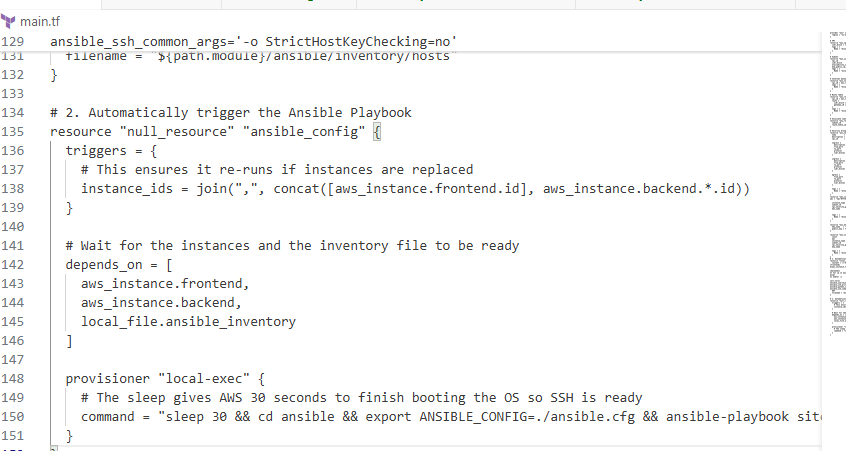 main.tf
129 ansible_ssh_common_args='-o StrictHostKeyChecking=no'
131 filename = "${path.module}/ansible/inventory/hosts"
132 }
133
134 # 2. Automatically trigger the Ansible Playbook
135 resource "null_resource" "ansible_config" {
136 triggers = {
137 # This ensures it re-runs if instances are replaced
138 instance_ids = join(",", concat([aws_instance.frontend.id], aws_instance.backend.*.id))
139 }
140
141 # Wait for the instances and the inventory file to be ready
142 depends_on = [
143 aws_instance.frontend,
144 aws_instance.backend,
145 local_file.ansible_inventory
146 ]
147
148 provisioner "local-exec" {
149 # The sleep gives AWS 30 seconds to finish booting the OS so SSH is ready
150 command = "sleep 30 && cd ansible && export ANSIBLE_CONFIG=./ansible.cfg && ansible-playbook sit
151 }